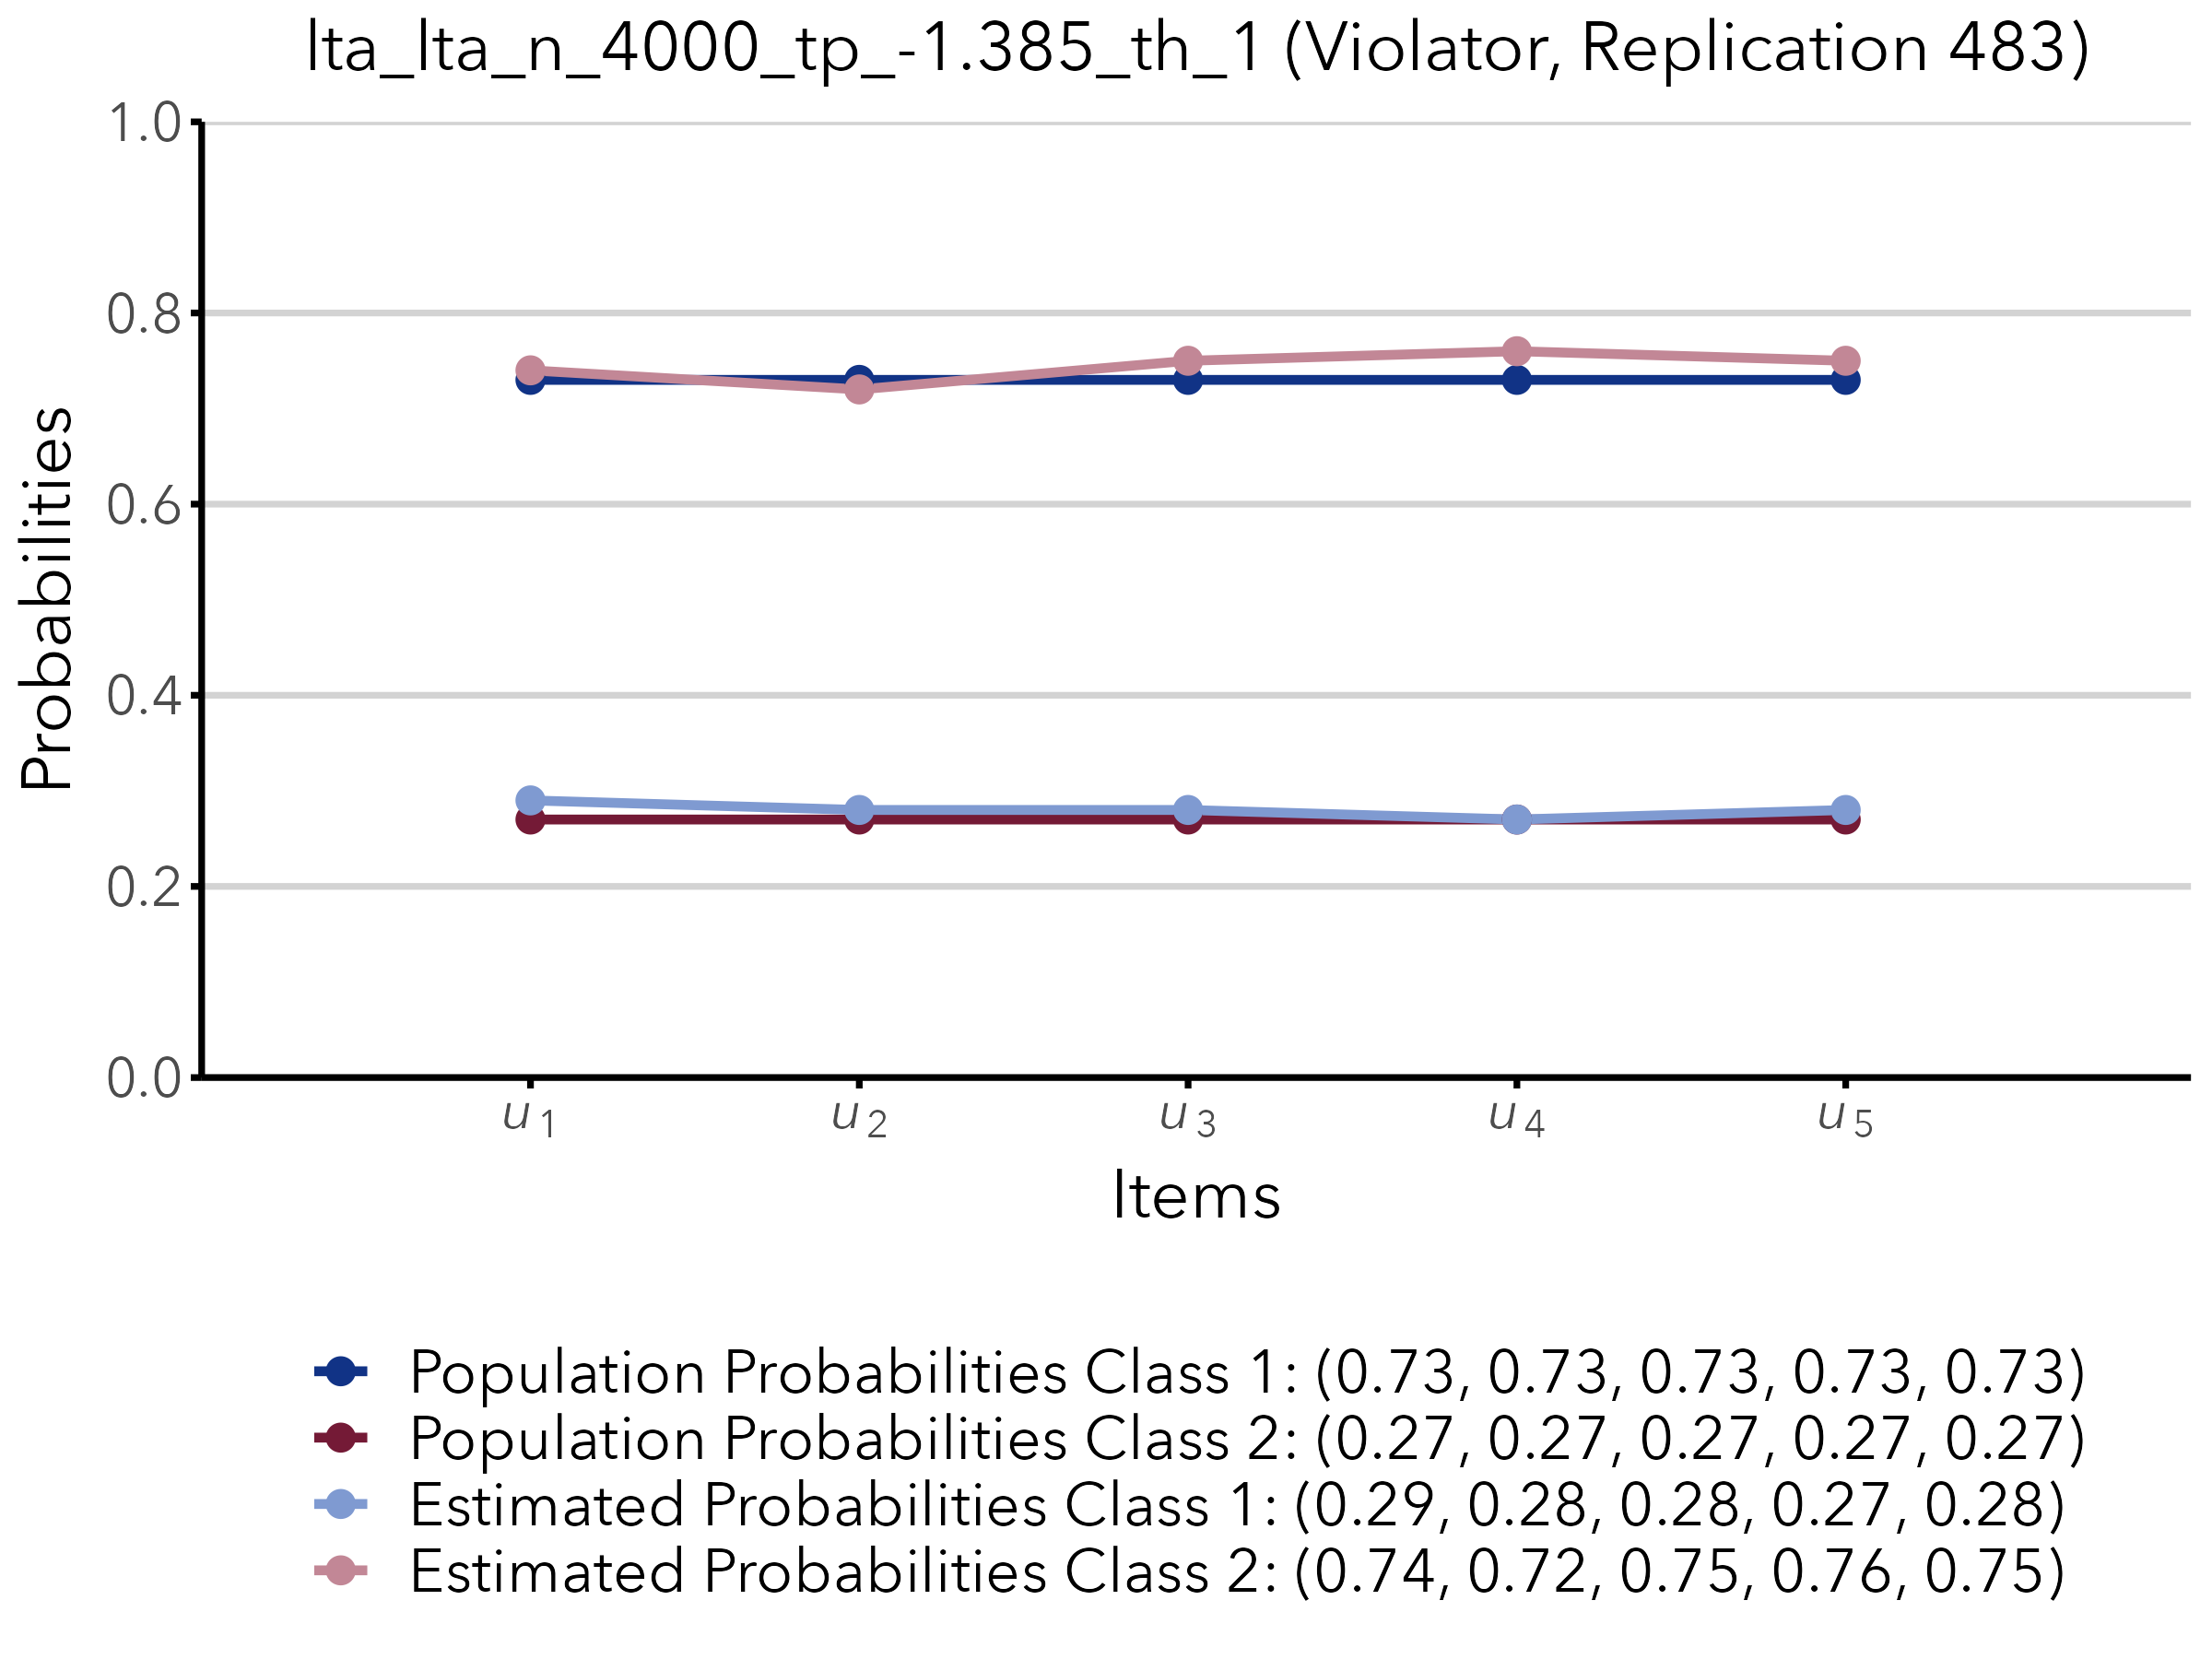 lta_lta_n_4000_tp_-1.385_th_1 (Violator, Replication 483)
1.0
0.8
0.6
0.4
0.2
0.0
Probabilities
u1 u2 u3 u4 u5
Items
Population Probabilities Class 1: (0.73, 0.73, 0.73, 0.73, 0.73)
Population Probabilities Class 2: (0.27, 0.27, 0.27, 0.27, 0.27)
Estimated Probabilities Class 1: (0.29, 0.28, 0.28, 0.27, 0.28)
Estimated Probabilities Class 2: (0.74, 0.72, 0.75, 0.76, 0.75)